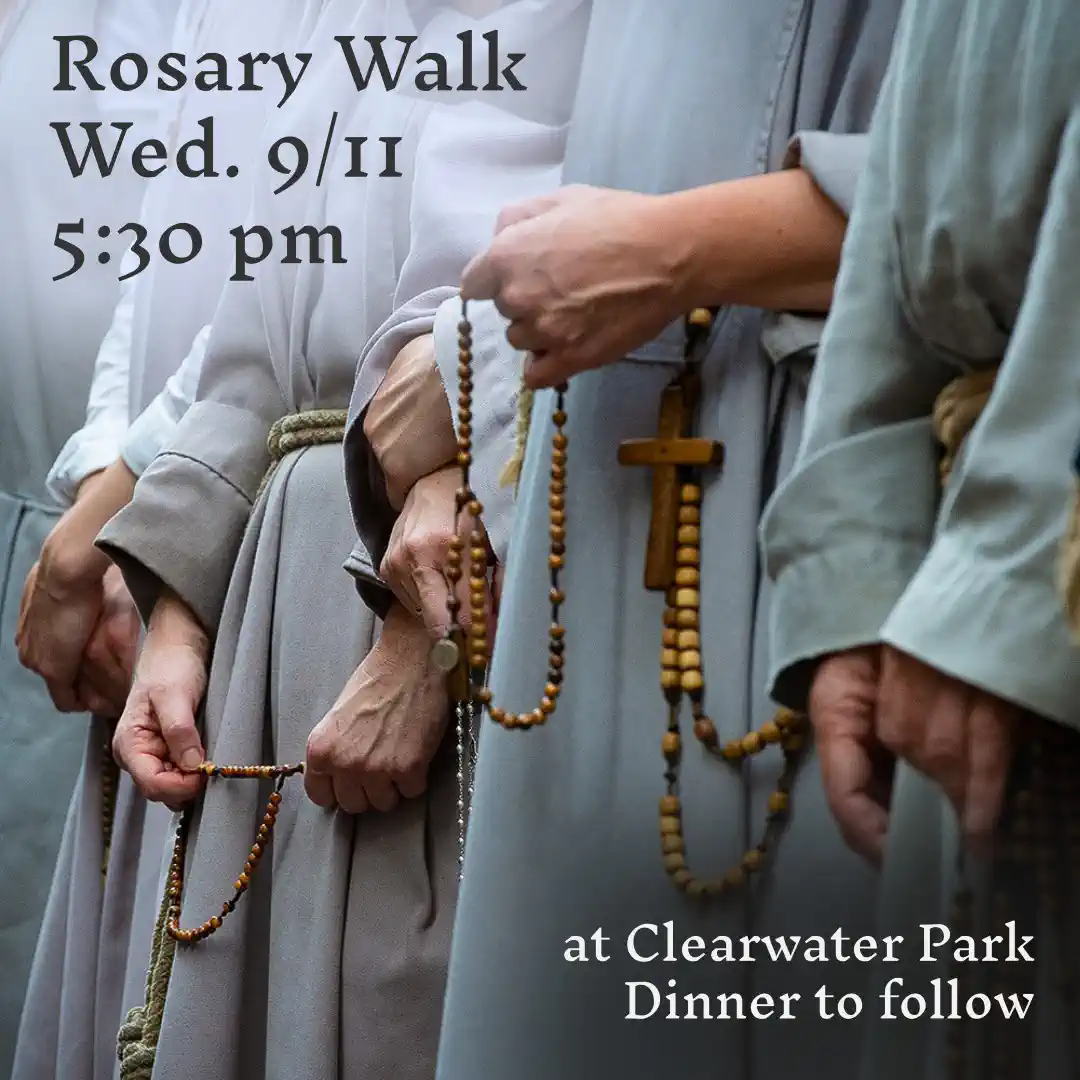 Rosary Walk
Wed. 9/11
5:30 pm
at Clearwater Park
Dinner to follow